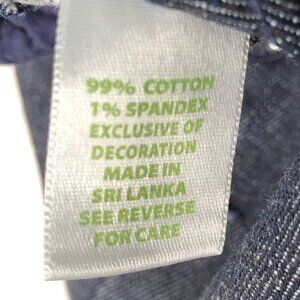 99% COTTON
1% SPANDEX
EXCLUSIVE OF
DECORATION
MADE IN
SRI LANKA
SEE REVERSE
FOR CARE